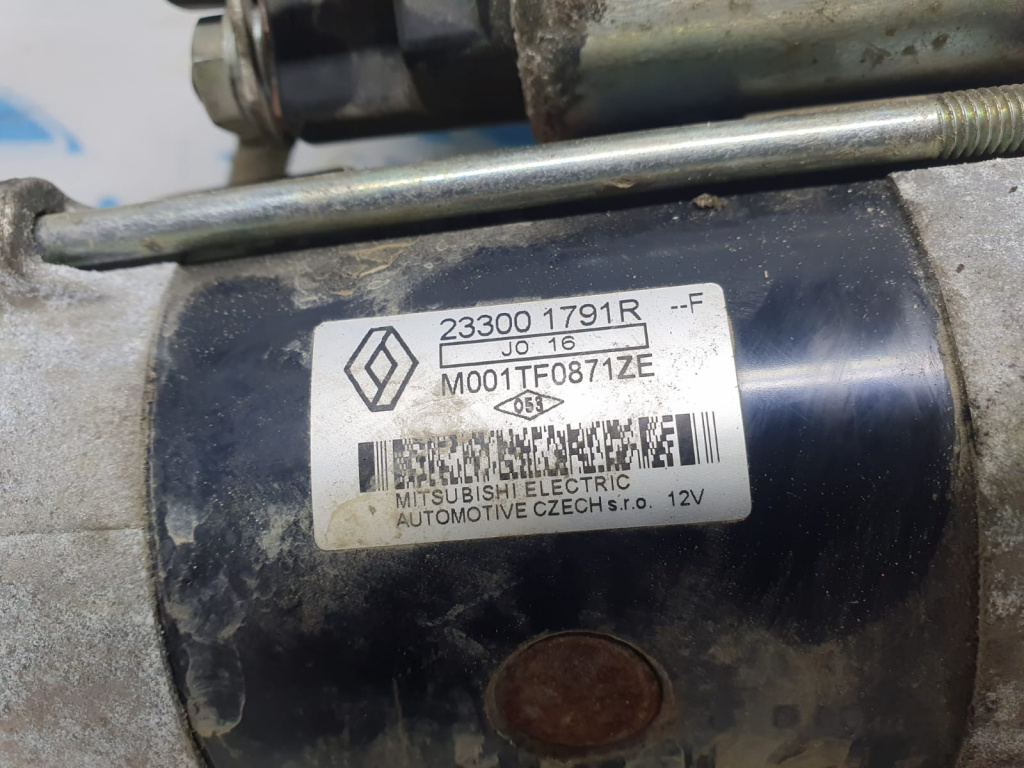 23300 1791R --F
JO 16
M001TF0871ZE
053
MITSUBISHI ELECTRIC
AUTOMOTIVE CZECH s.r.o. 12V